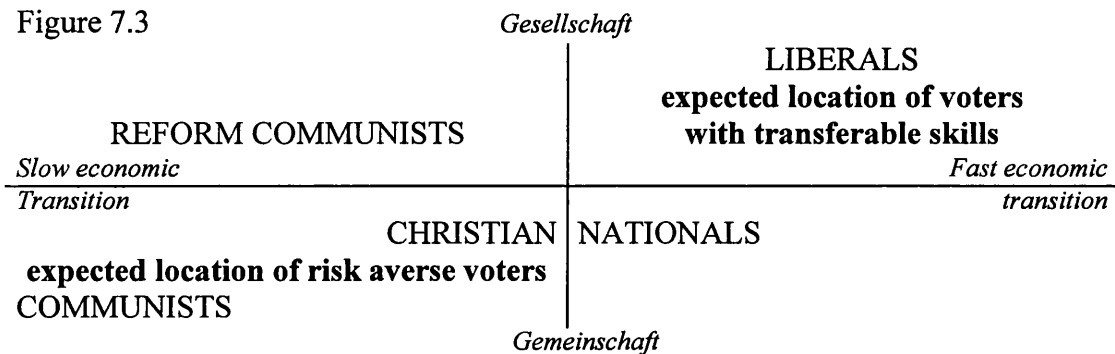 Figure 7.3
Gesellschaft
LIBERALS
expected location of voters
with transferable skills
REFORM COMMUNISTS
Slow economic
Fast economic
Transition
transition
CHRISTIAN NATIONALS
expected location of risk averse voters
COMMUNISTS
Gemeinschaft